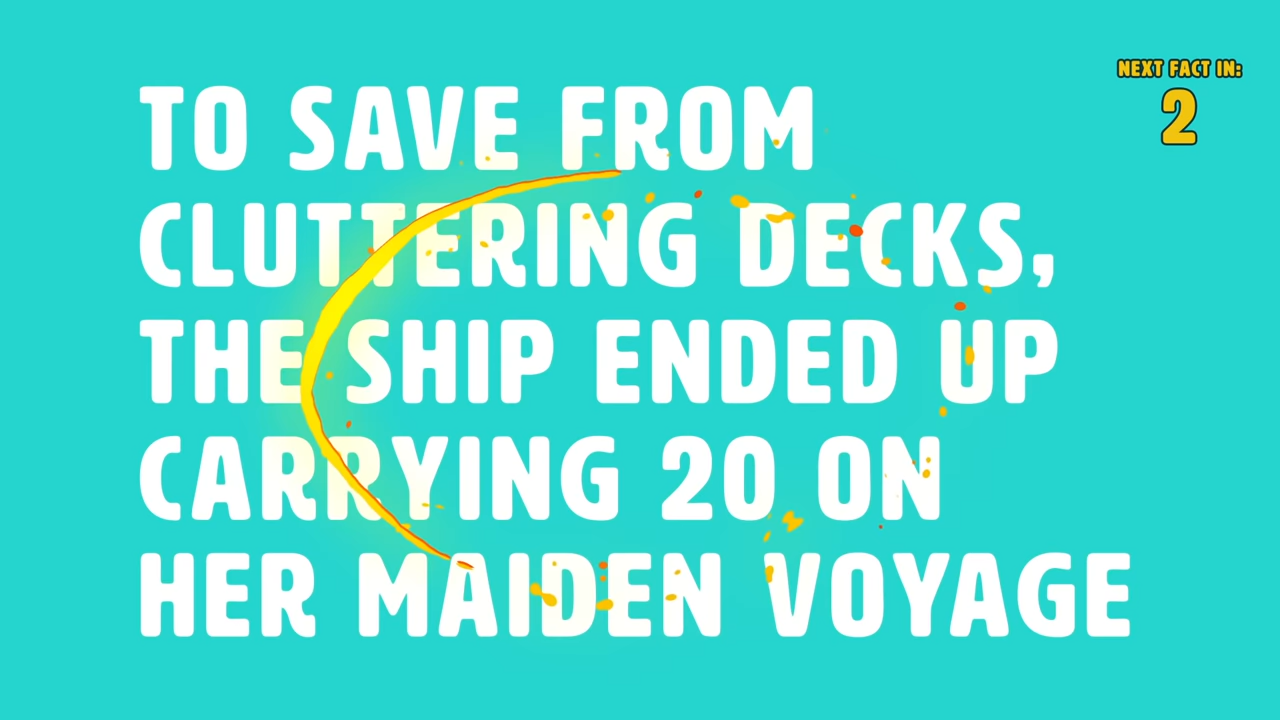 TO SAVE FROM
CLUTTERING DECKS,
THE SHIP ENDED UP
CARRYING 20 ON
HER MAIDEN VOYAGE
NEXT FACT IN:
2